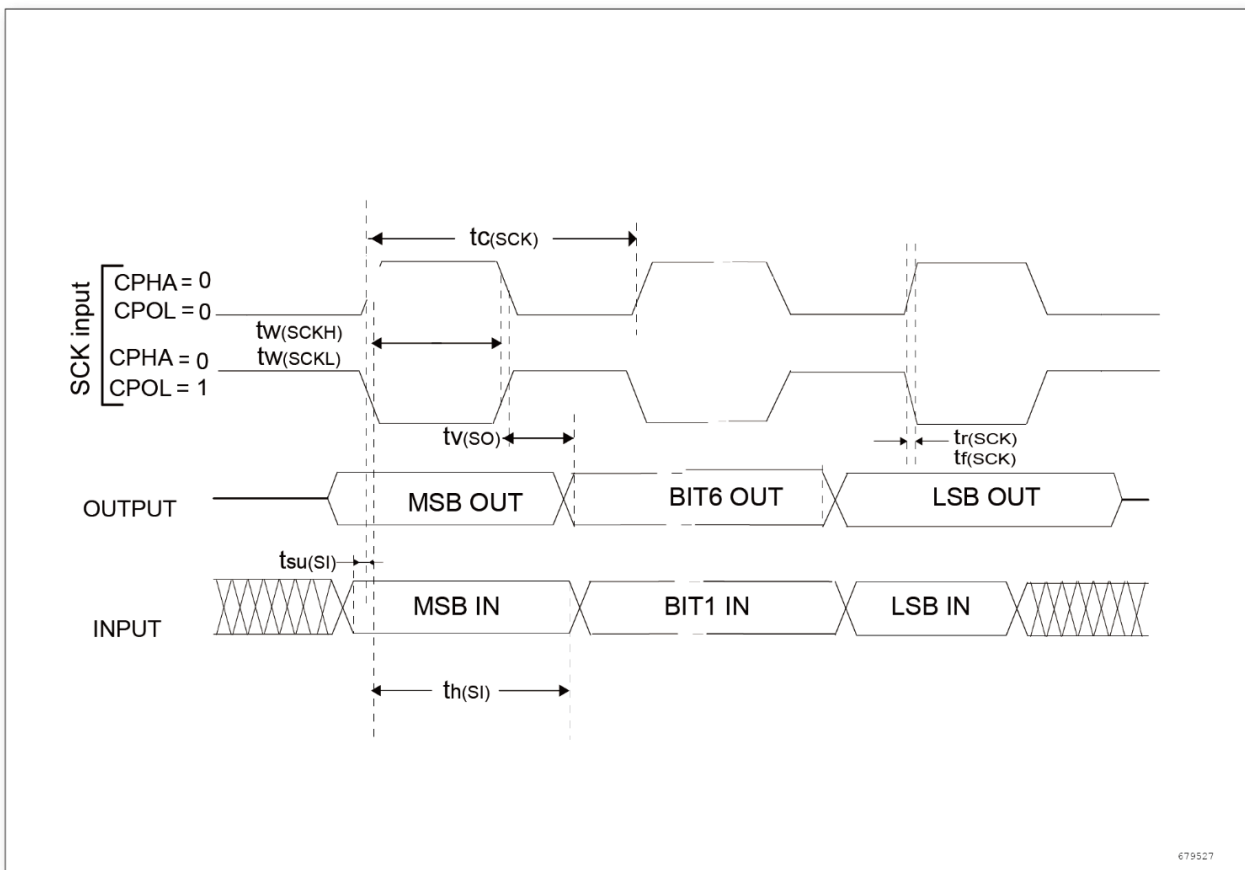 tc(SCK)
SCK input
CPHA = 0
CPOL = 0
tw(SCKH)
CPHA = 0
tw(SCKL)
CPOL = 1
tv(SO)
tr(SCK)
tf(SCK)
OUTPUT
MSB OUT
BIT6 OUT
LSB OUT
tsu(SI)
INPUT
MSB IN
BIT1 IN
LSB IN
th(SI)
679527